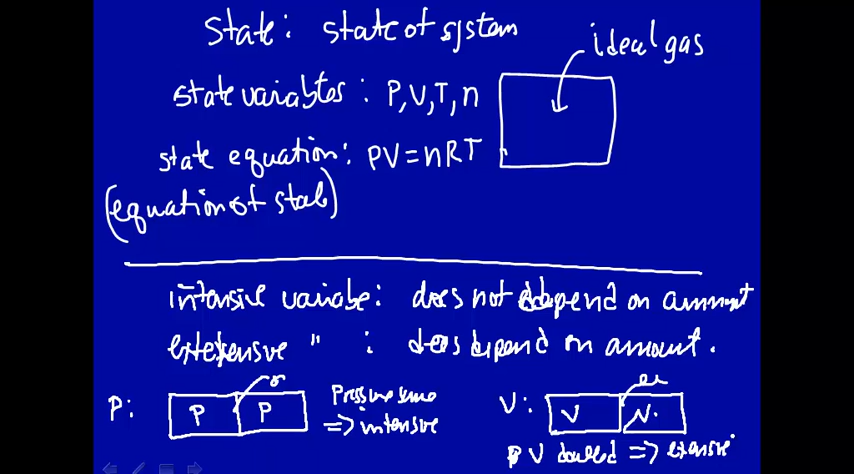 State: state of system
ideal gas
state variables : P, V, T, n
state equation: PV = nRT
(equation of state)
intensive variable: does not depend on amount
extensive " : does depend on amount.
P: P P Pressure same
=> intensive
V: V V.
V doubled => extensive